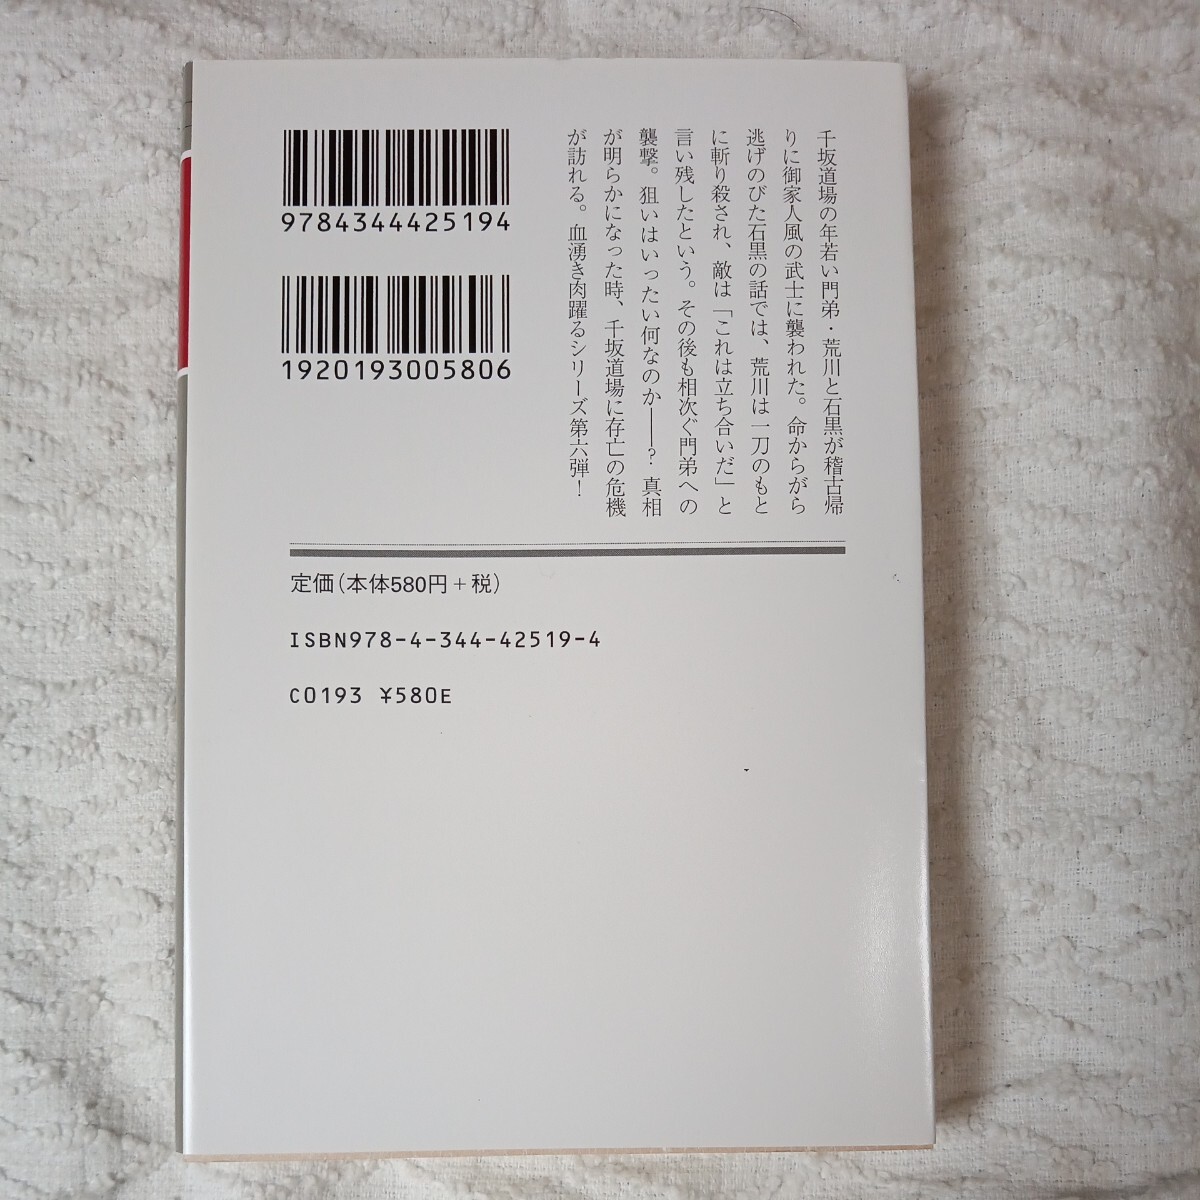 千坂道場の年若い門弟・荒川と石黒が稽古帰
りに御家人風の武士に襲われた。命からがら
逃げのびた石黒の話では、荒川は一刀のもと
に斬り殺され、敵は「これは立ち合いだ」と
言い残したという。その後も相次ぐ門弟への
襲撃。狙いはいったい何なのか──？ 真相
が明らかになった時、千坂道場に存亡の危機
が訪れる。血湧き肉躍るシリーズ第六弾！
9784344425194
1920193005806
定価（本体580円＋税）
ISBN978-4-344-42519-4
C0193 ¥580E